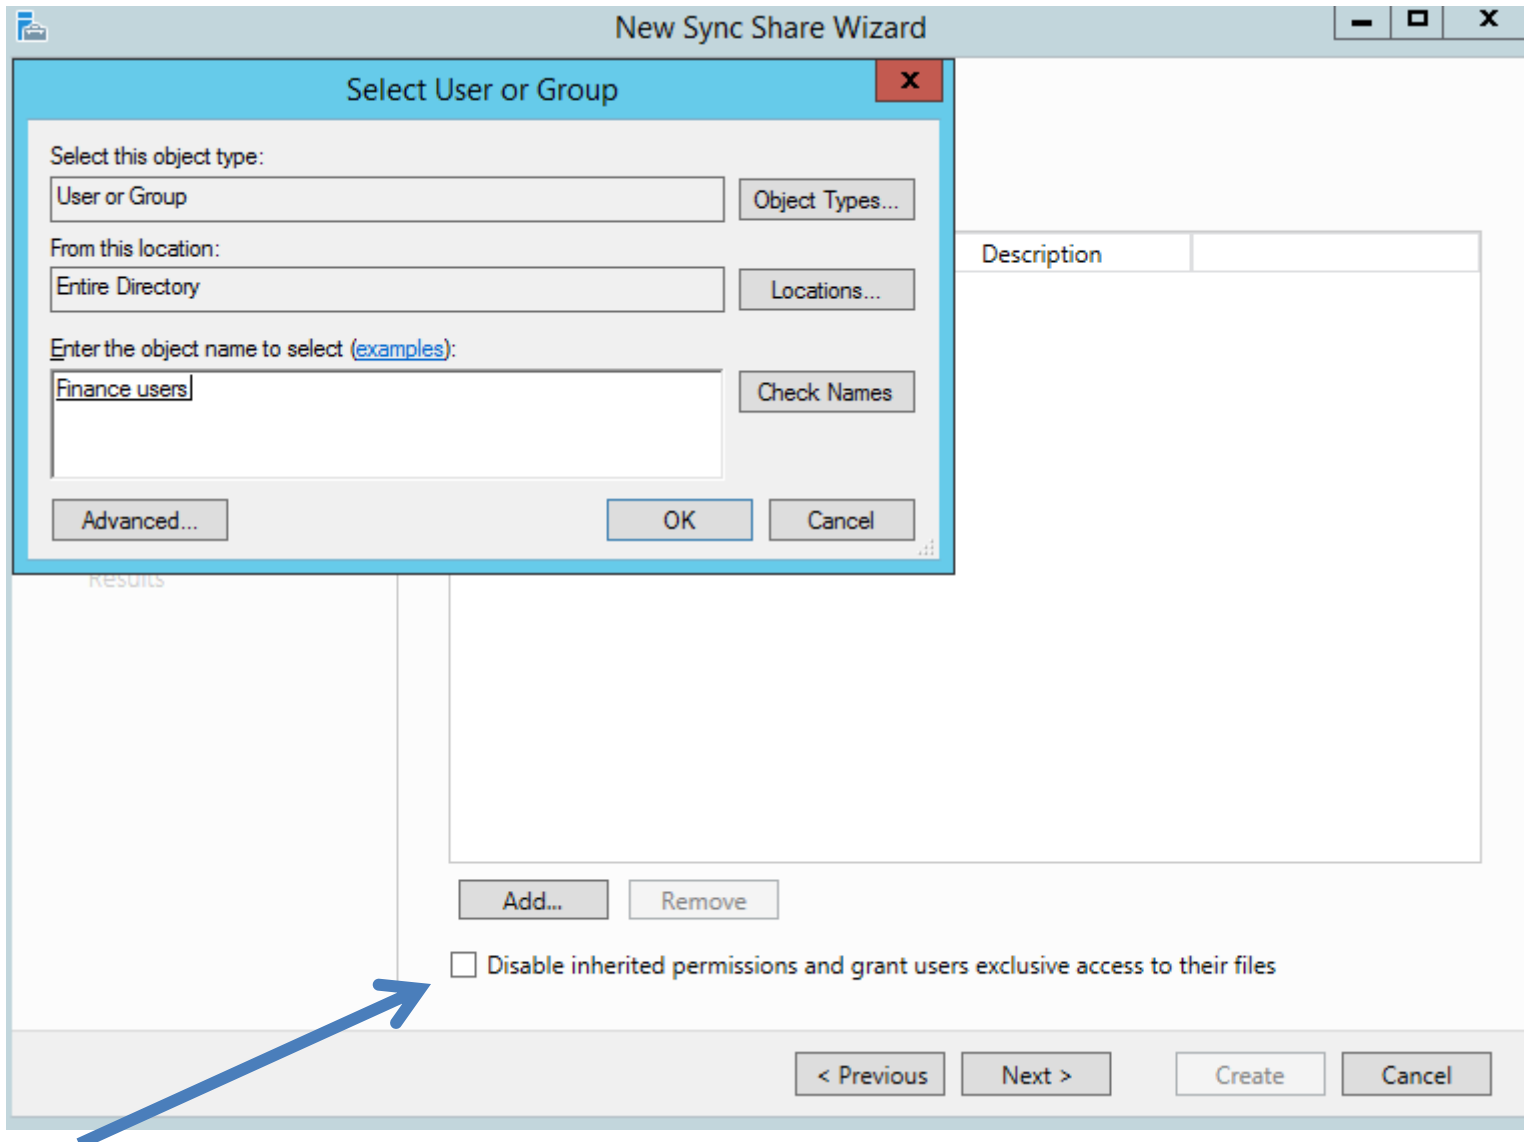 New Sync Share Wizard
Select User or Group
Select this object type:
User or Group
Object Types...
From this location:
Entire Directory
Locations...
Enter the object name to select (examples):
Finance users
Check Names
Advanced...
OK
Cancel
Description
Results
Add...
Remove
Disable inherited permissions and grant users exclusive access to their files
< Previous
Next >
Create
Cancel